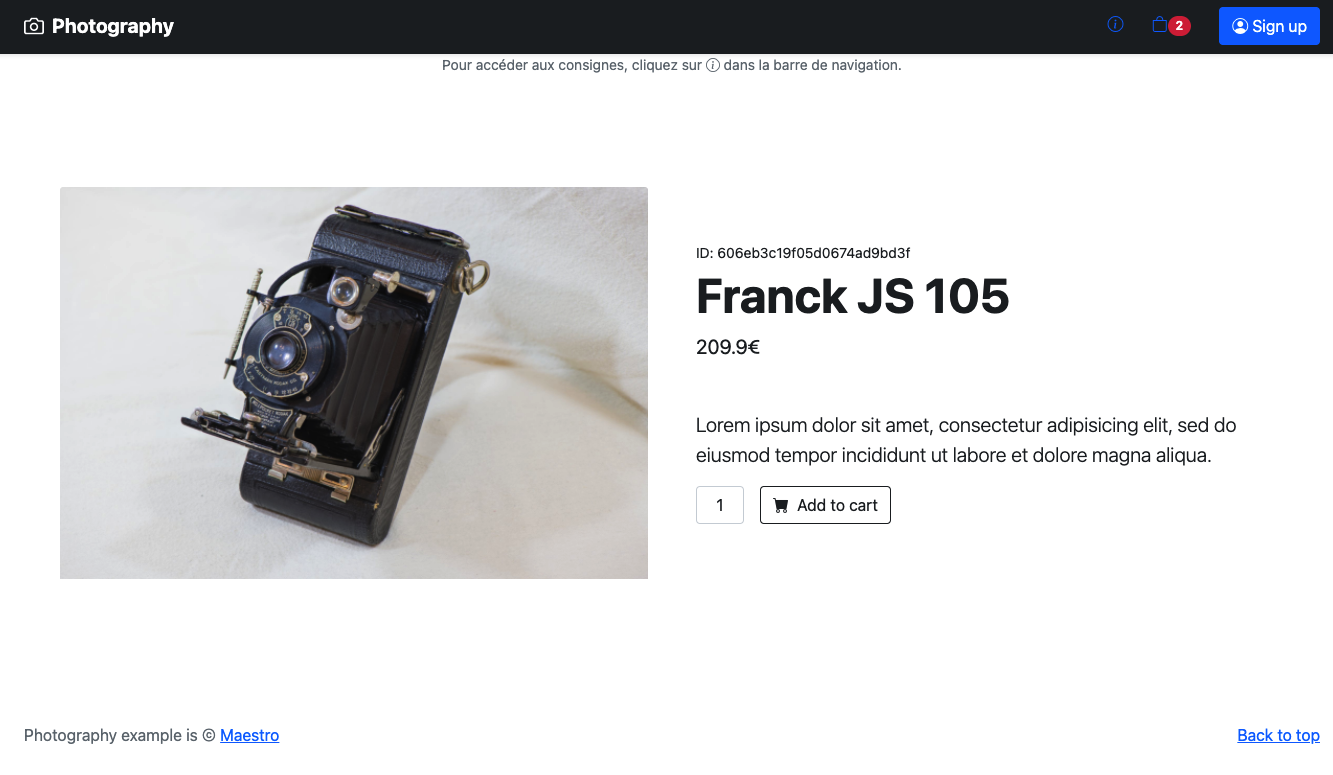 Photography
2
Sign up
Pour accéder aux consignes, cliquez sur ⓘ dans la barre de navigation.
ID: 606eb3c19f05d0674ad9bd3f
Franck JS 105
209.9€
Lorem ipsum dolor sit amet, consectetur adipisicing elit, sed do
eiusmod tempor incididunt ut labore et dolore magna aliqua.
1
Add to cart
Photography example is © Maestro
Back to top